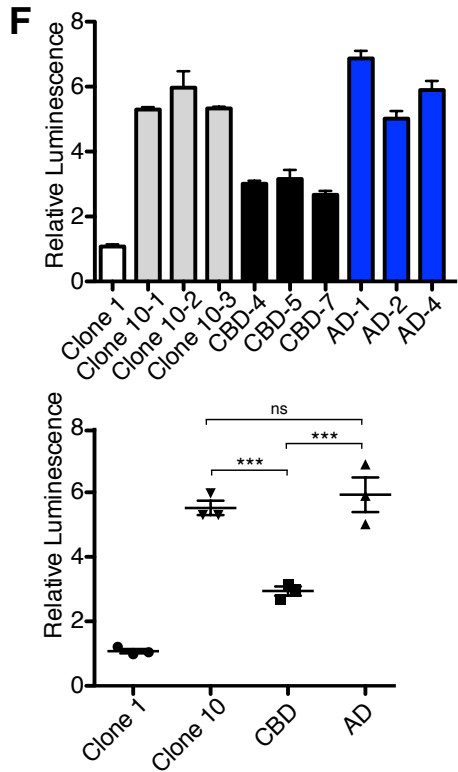 F
Relative Luminescence
8
6
4
2
0
Clone 1
Clone 10-1
Clone 10-2
Clone 10-3
CBD-4
CBD-5
CBD-7
AD-1
AD-2
AD-4
Relative Luminescence
8
6
4
2
0
ns
***
***
Clone 1
Clone 10
CBD
AD